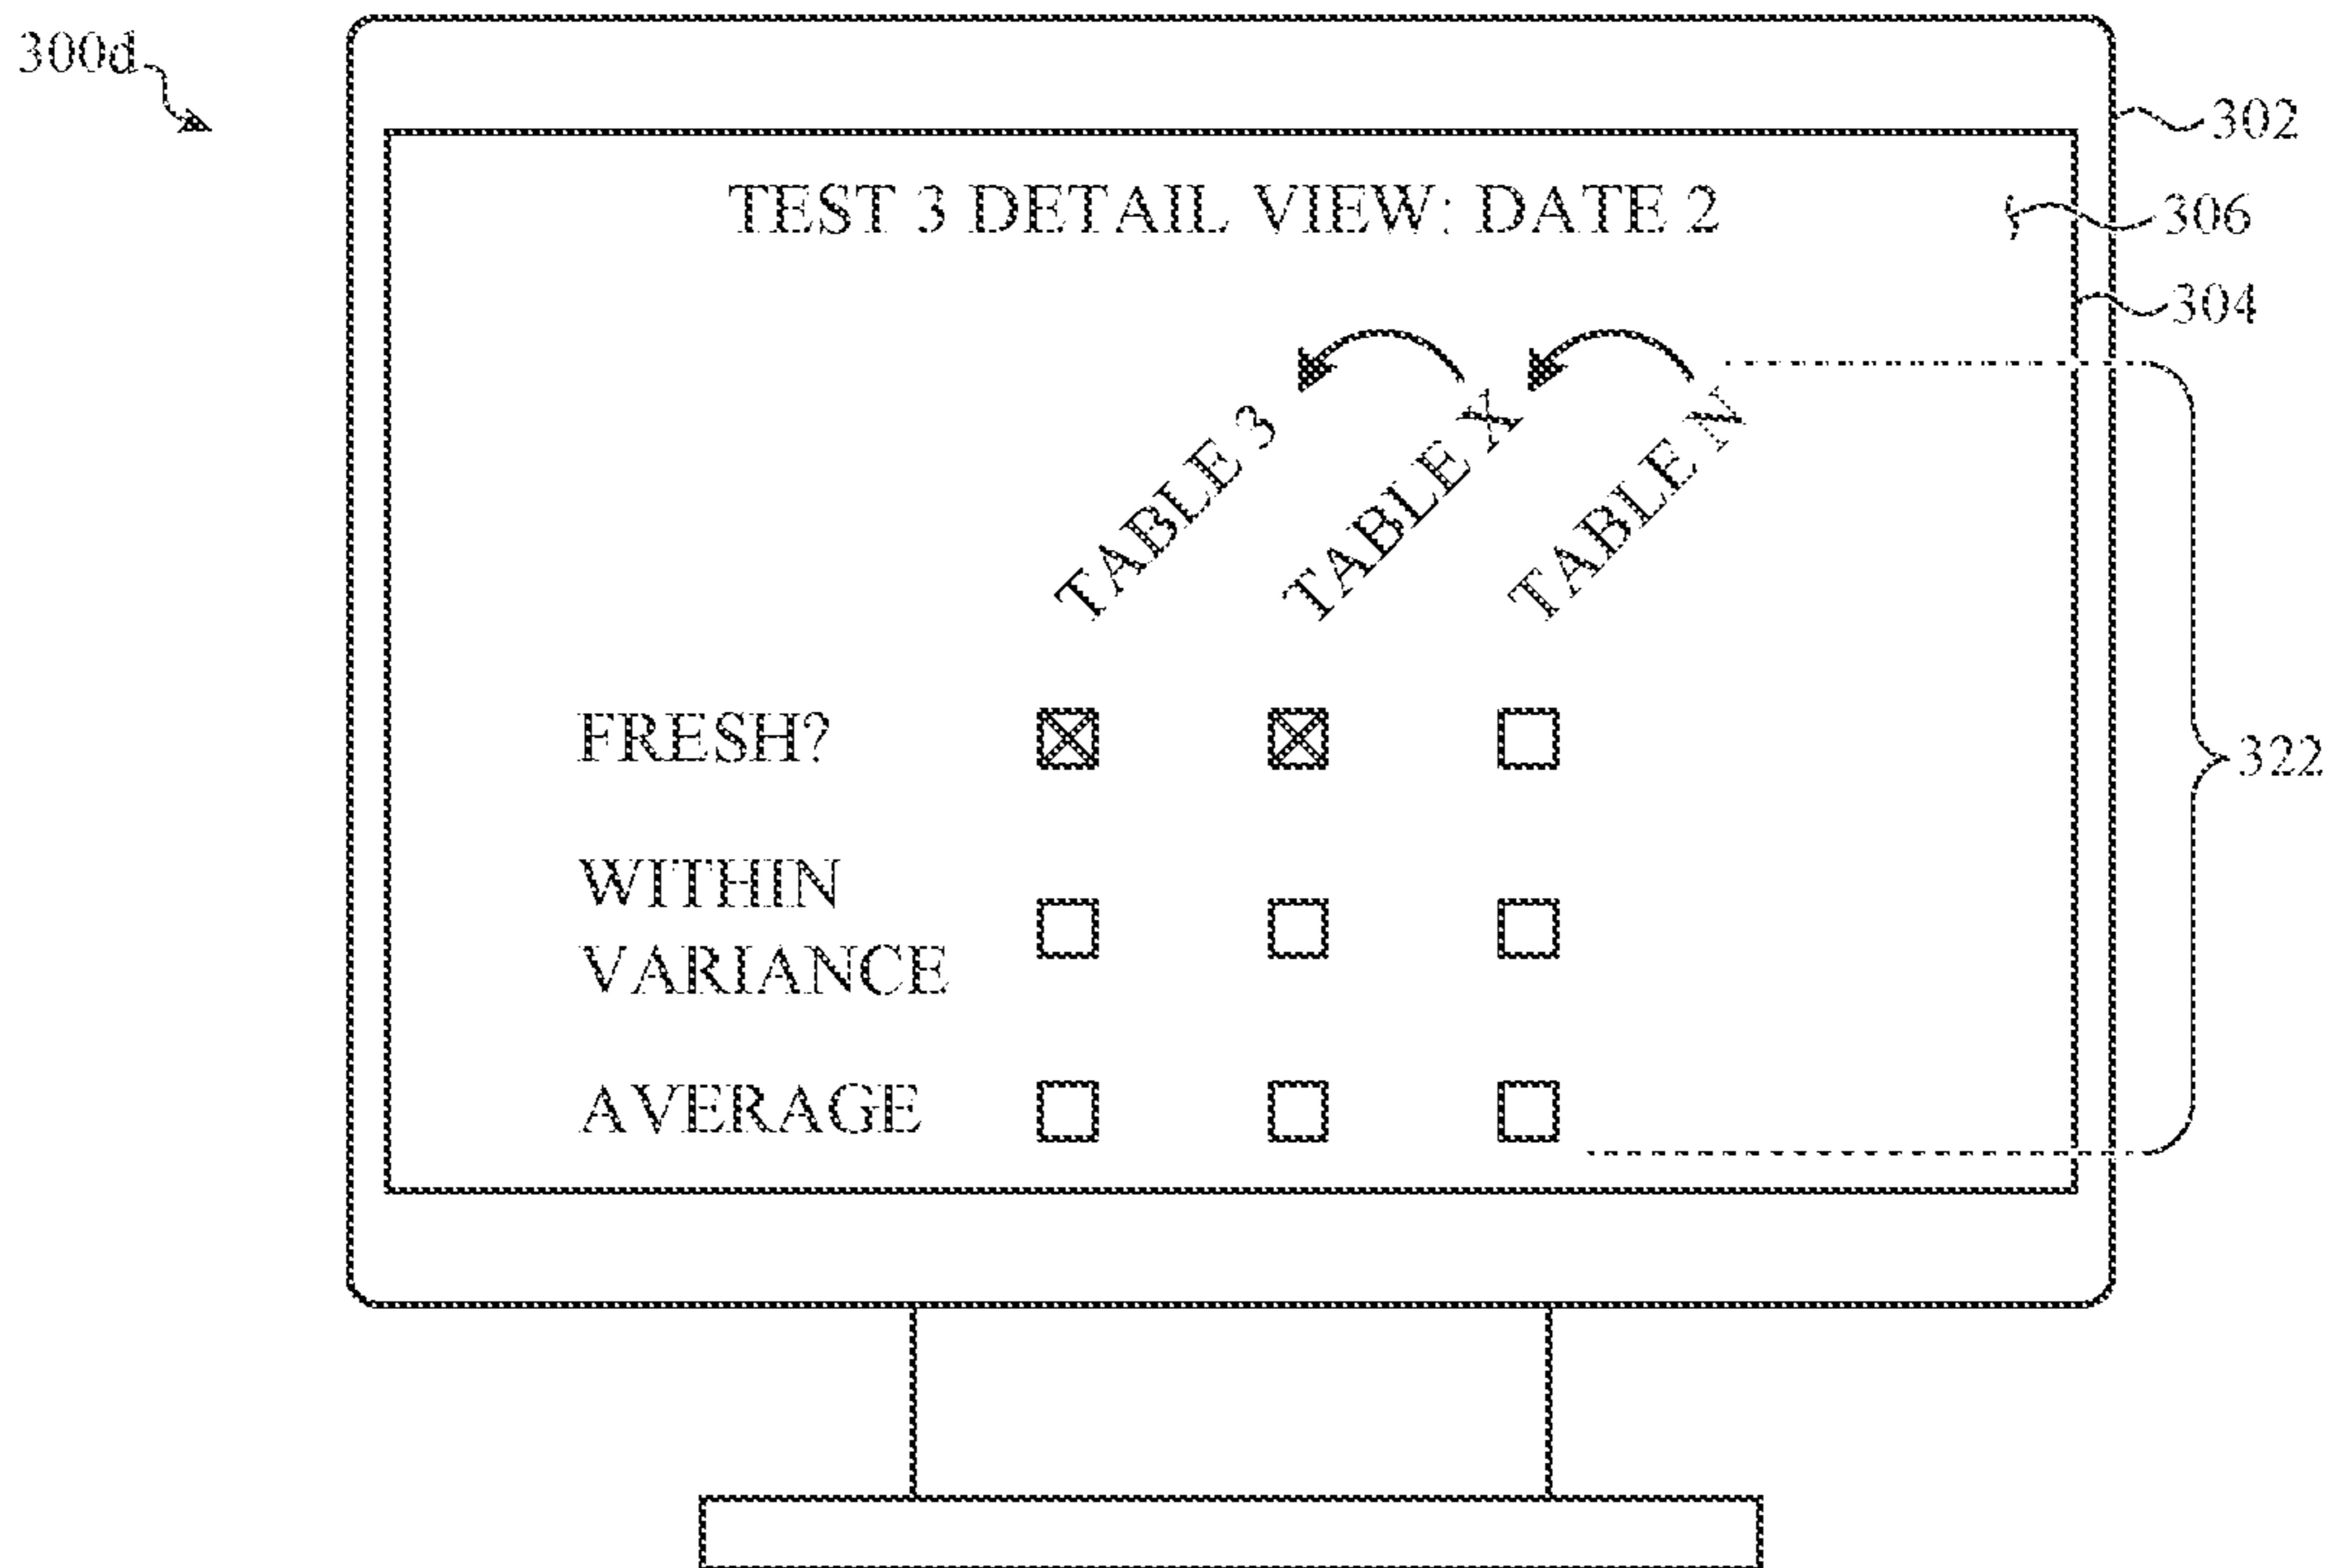 300d
302
TEST 3 DETAIL VIEW: DATE 2
306
304
TABLE 3
TABLE X
TABLE N
FRESH?
322
WITHIN
VARIANCE
AVERAGE